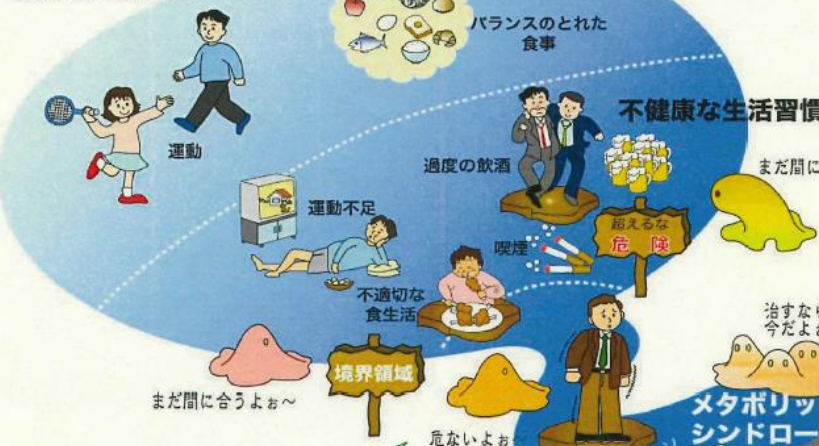 バランスのとれた
食事
運動
不健康な生活習慣
過度の飲酒
まだ間に
運動不足
超えるな
危険
喫煙
不適切な
食生活
治すなら
今だよぉ
境界領域
まだ間に合うよぉ～
危ないよぉ
メタボリッ
シンドロー